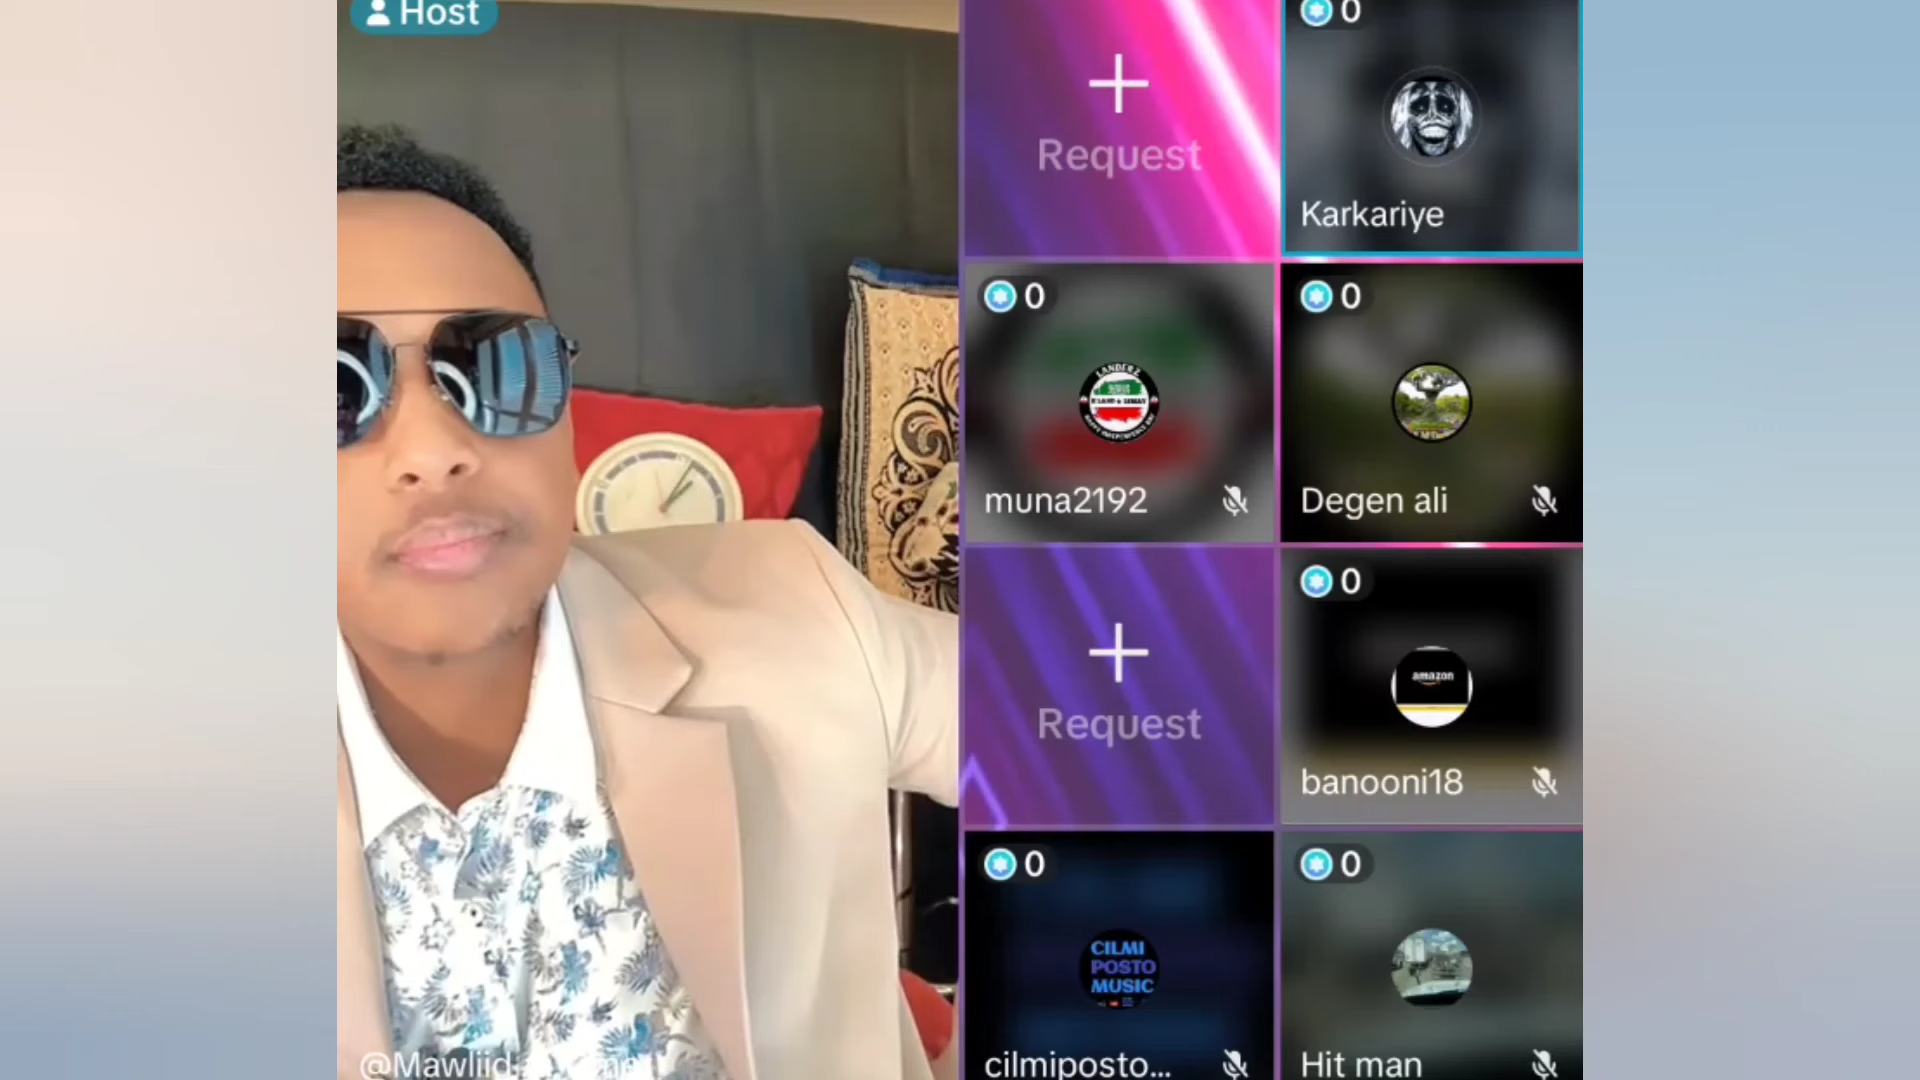 Host
Request
0
Karkariye
0
muna2192
LANDERZ
0
Degen ali
Request
0
amazon
banooni18
0
CILMI
POSTO
MUSIC
cilmiposto...
0
Hit man
@Mawliid